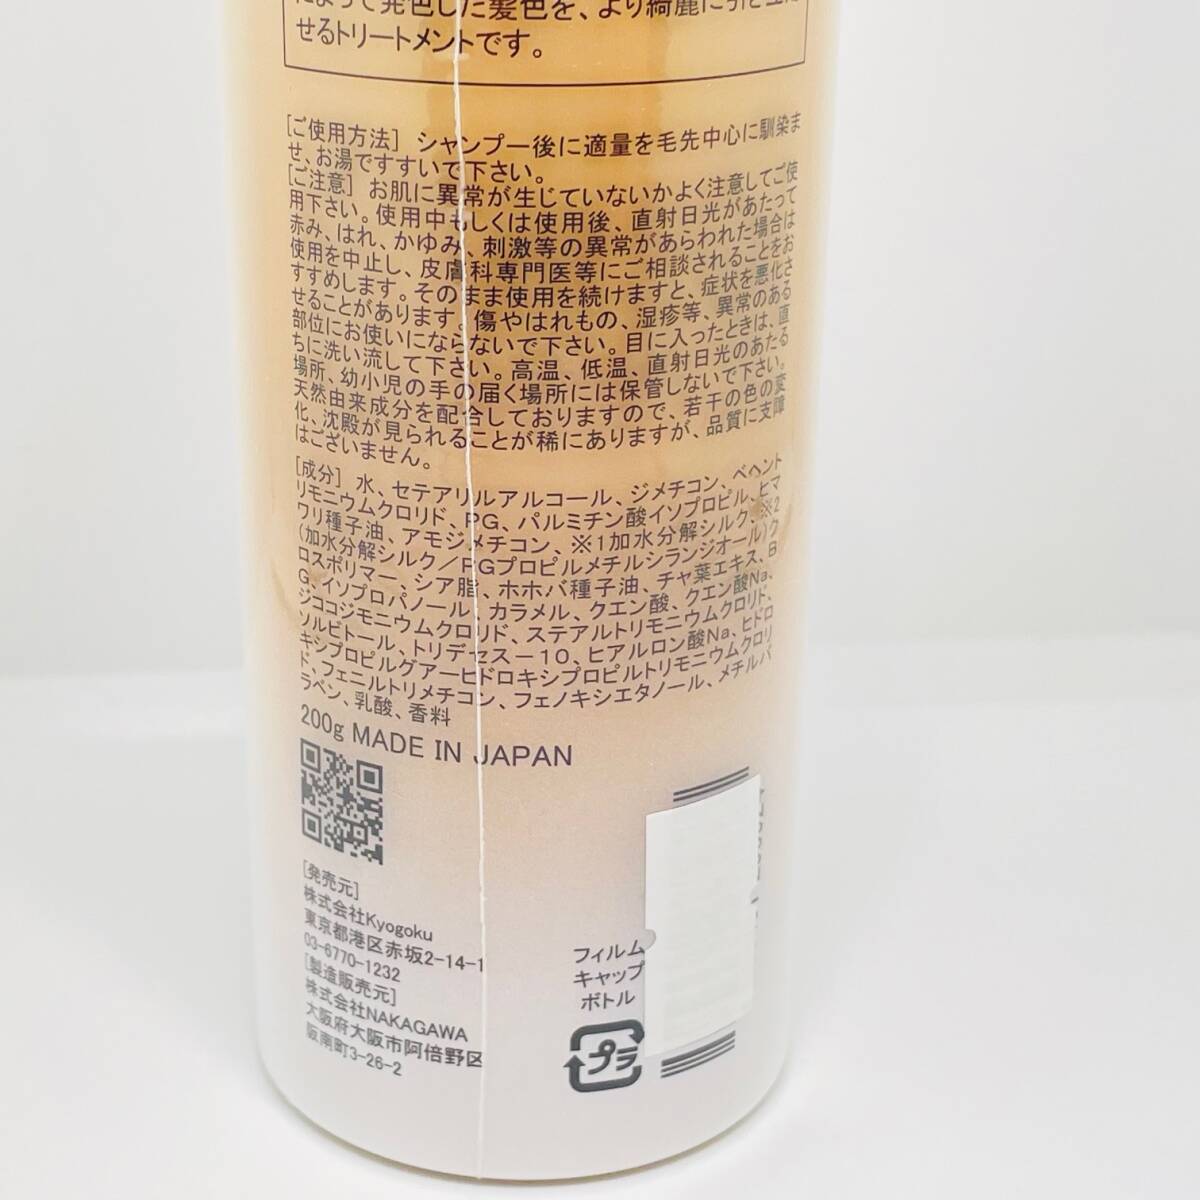 よって発色した髪色を、より綺麗に引き立た
せるトリートメントです。
[ご使用方法] シャンプー後に適量を毛先中心に馴染ま
せ、お湯ですすいで下さい。
[ご注意] お肌に異常が生じていないかよく注意してご使
用下さい。使用中もしくは使用後、直射日光があたって
赤み、はれ、かゆみ、刺激等の異常があらわれた場合は
使用を中止し、皮膚科専門医等にご相談されることをお
すすめします。そのまま使用を続けますと、症状を悪化さ
せることがあります。傷やはれもの、湿疹等、異常のある
部位にお使いにならないで下さい。目に入ったときは、直
ちに洗い流して下さい。高温、低温、直射日光のあたる
場所、幼小児の手の届く場所には保管しないで下さい。
天然由来成分を配合しておりますので、若干の色の変
化、沈殿が見られることが稀にありますが、品質に支障
はございません。
[成分] 水、セテアリルアルコール、ジメチコン、ベヘント
リモニウムクロリド、PG、パルミチン酸イソプロピル、ヒマ
ワリ種子油、アモジメチコン、※1加水分解シルク、※2
(加水分解シルク/PGプロピルメチルシランジオール)ク
ロスポリマー、シア脂、ホホバ種子油、チャ葉エキス、B
G、イソプロパノール、カラメル、クエン酸、クエン酸Na、
ジココジモニウムクロリド、ステアルトリモニウムクロリド、
ソルビトール、トリデセス-10、ヒアルロン酸Na、ヒドロ
キシプロピルグアーヒドロキシプロピルトリモニウムクロリ
ド、フェニルトリメチコン、フェノキシエタノール、メチルパ
ラベン、乳酸、香料
200g MADE IN JAPAN
[発売元]
株式会社Kyogoku
東京都港区赤坂2-14-1
03-6770-1232
[製造販売元]
株式会社NAKAGAWA
大阪府大阪市阿倍野区
阪南町3-26-2
フィルム
キャップ
ボトル
プラ